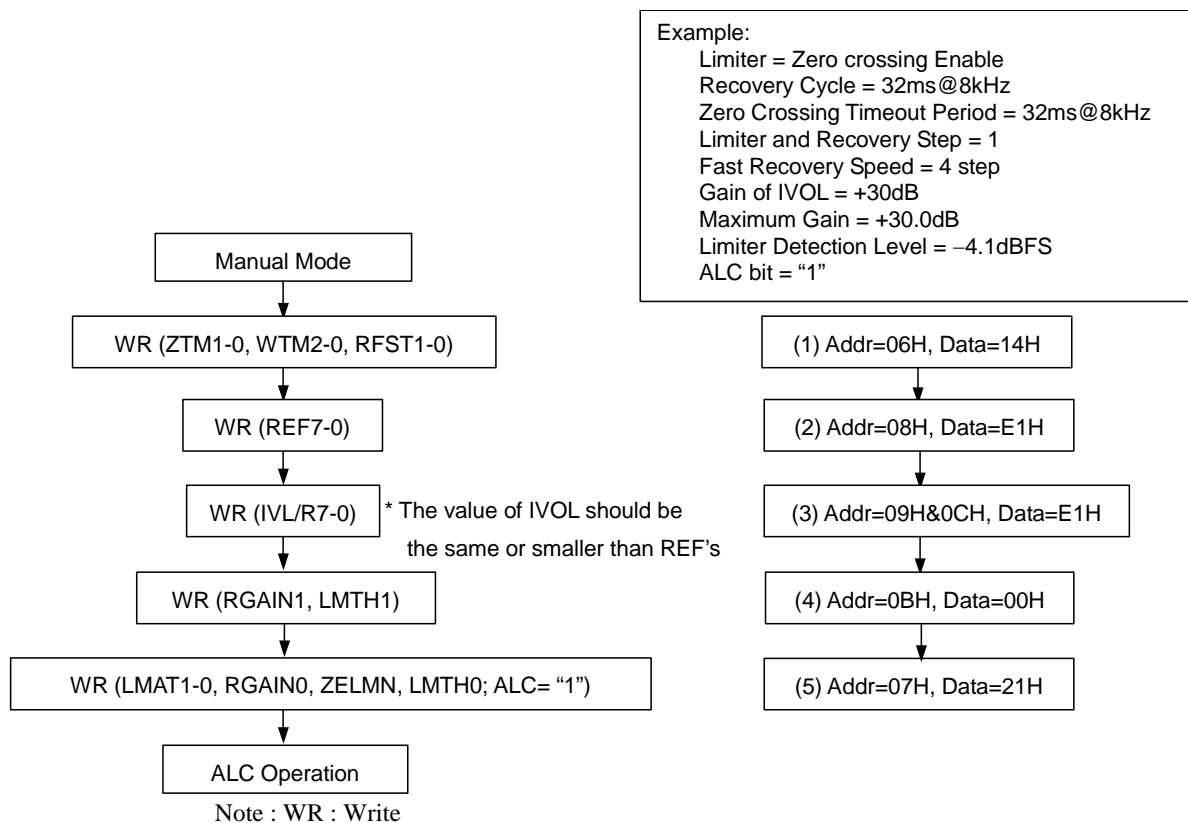 Example:
Limiter = Zero crossing Enable
Recovery Cycle = 32ms@8kHz
Zero Crossing Timeout Period = 32ms@8kHz
Limiter and Recovery Step = 1
Fast Recovery Speed = 4 step
Gain of IVOL = +30dB
Maximum Gain = +30.0dB
Limiter Detection Level = −4.1dBFS
ALC bit = “1”
Manual Mode
WR (ZTM1-0, WTM2-0, RFST1-0)
WR (REF7-0)
WR (IVL/R7-0)
* The value of IVOL should be
the same or smaller than REF’s
WR (RGAIN1, LMTH1)
WR (LMAT1-0, RGAIN0, ZELMN, LMTH0; ALC= “1”)
ALC Operation
Note : WR : Write
(1) Addr=06H, Data=14H
(2) Addr=08H, Data=E1H
(3) Addr=09H&0CH, Data=E1H
(4) Addr=0BH, Data=00H
(5) Addr=07H, Data=21H